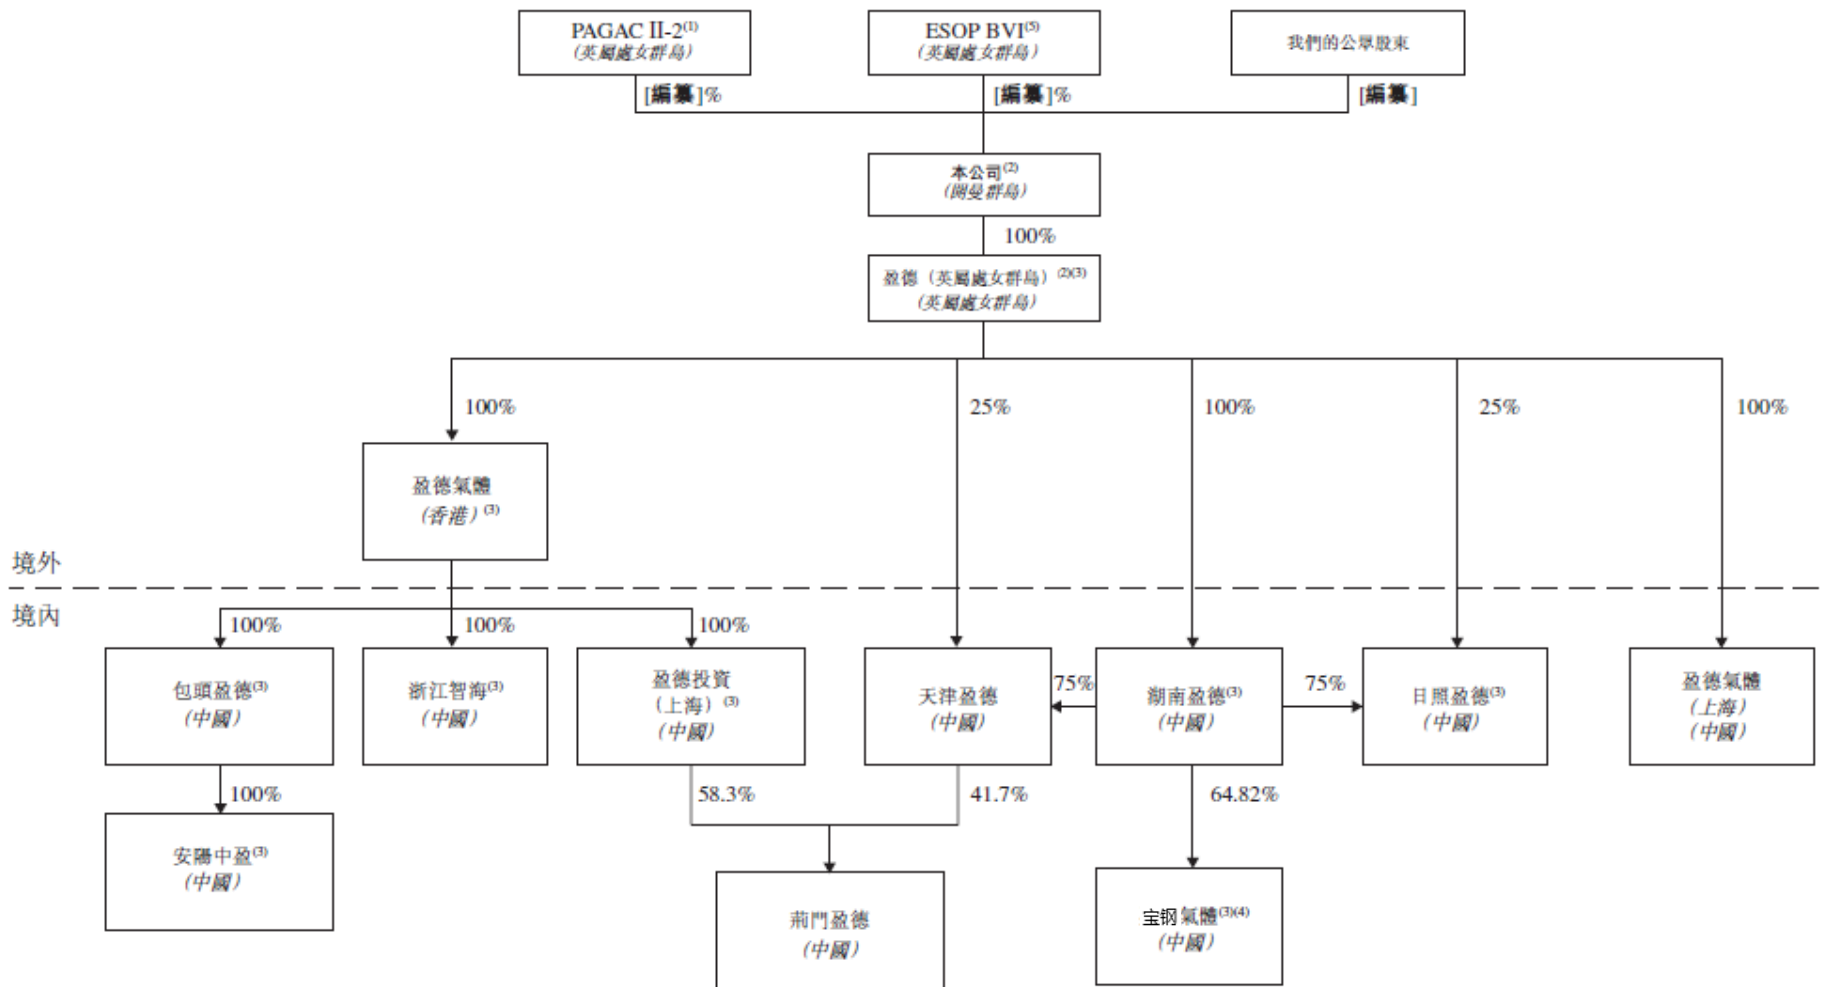 PAGAC II-2(1)
(英屬處女群島)
ESOP BVI(5)
(英屬處女群島)
我們的公眾股東
[編纂]%
[編纂]%
[編纂]
本公司(2)
(開曼群島)
100%
盈德（英屬處女群島）(2)(3)
(英屬處女群島)
100%
25%
100%
25%
100%
盈德氣體
(香港)(3)
境外
境內
100%
100%
100%
包頭盈德(3)
(中國)
浙江智海(3)
(中國)
盈德投資
（上海）(3)
(中國)
天津盈德
(中國)
75%
湖南盈德(3)
(中國)
75%
日照盈德(3)
(中國)
盈德氣體
(上海)
(中國)
100%
58.3%
41.7%
64.82%
安陽中盈(3)
(中國)
荊門盈德
(中國)
宝钢氣體(3)(4)
(中國)